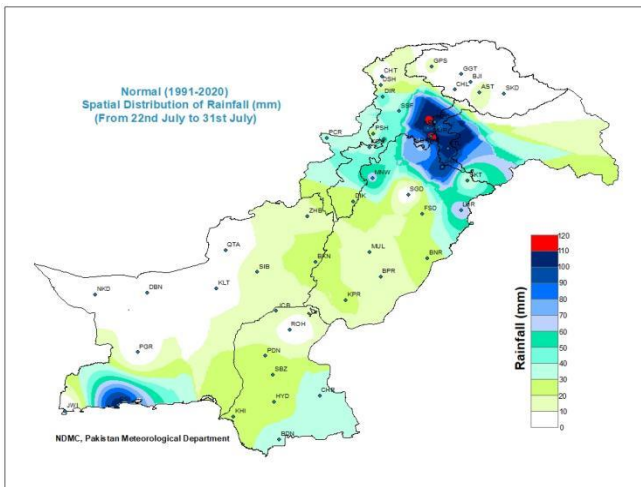 Normal (1991-2020)
Spatial Distribution of Rainfall (mm)
(From 22nd July to 31st July)
GPS
CHT
GGT
DSH
BJI
CHL
AST
SKD
DIR
SSF
PSH
PCR
MNW
SKT
DIK
SGD
LHR
ZHB
FSD
QTA
MUL
BNR
BKN
SIB
BPR
KLT
DBN
NKD
KPR
JCB
ROH
PGR
PDN
SBZ
CHR
HYD
JWI
KHI
BDN
Rainfall (mm)
120
110
100
90
80
70
60
50
40
30
20
10
0
NDMC, Pakistan Meteorological Department